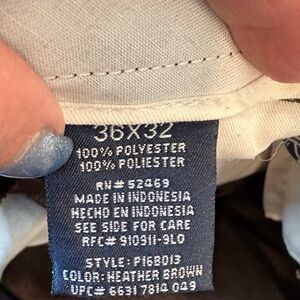 36X32
100% POLYESTER
100% POLIESTER
RN# 52469
MADE IN INDONESIA
HECHO EN INDONESIA
SEE SIDE FOR CARE
RFC# 910911-9L0
STYLE: P16B013
COLOR: HEATHER BROWN
UPC# 6631 7814 049